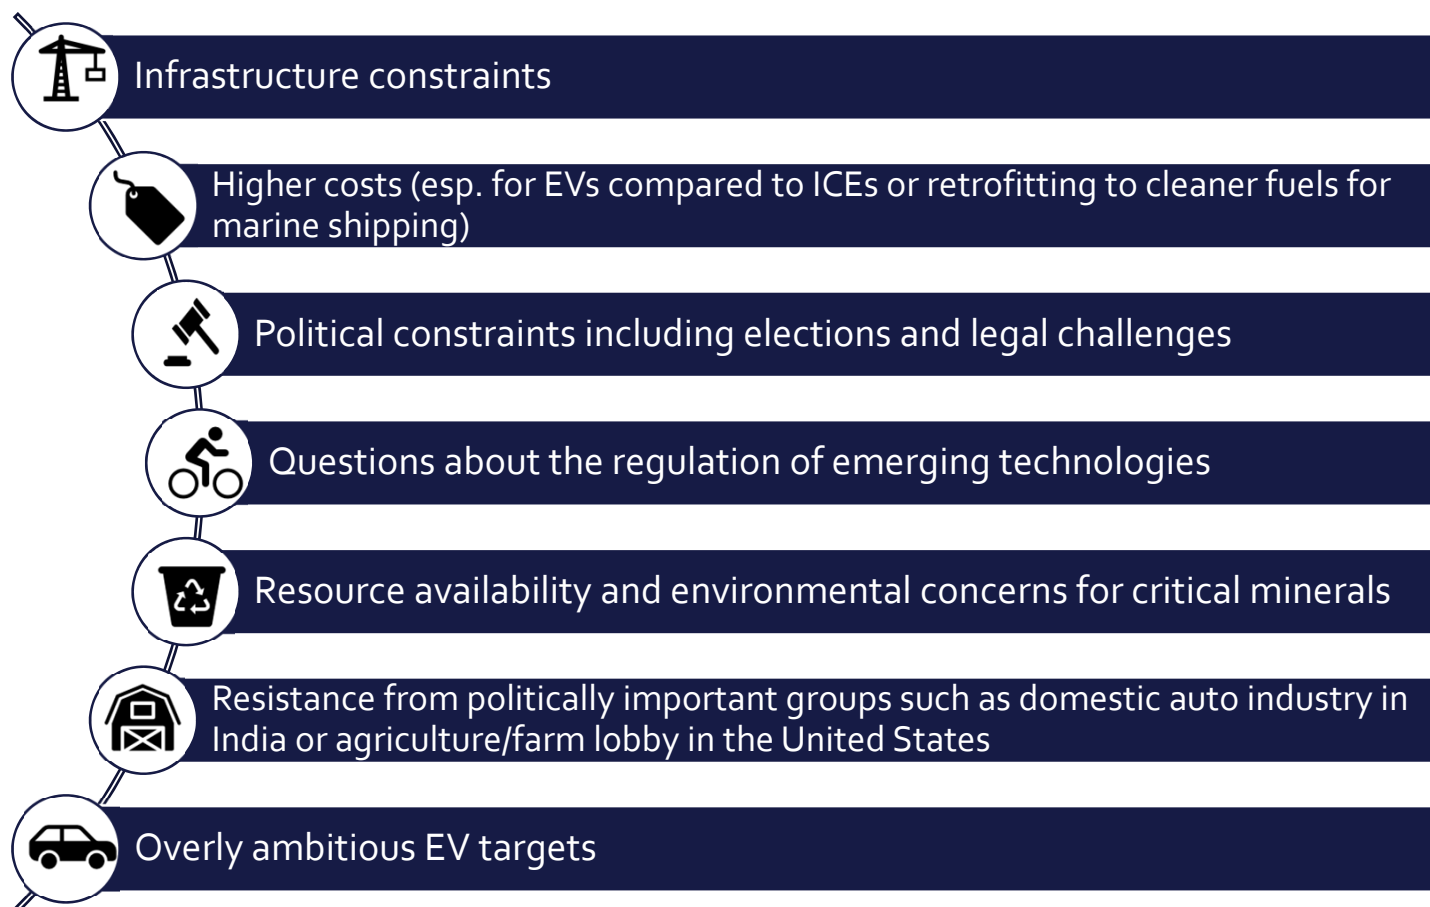 Infrastructure constraints
Higher costs (esp. for EVs compared to ICEs or retrofitting to cleaner fuels for
marine shipping)
Political constraints including elections and legal challenges
Questions about the regulation of emerging technologies
Resource availability and environmental concerns for critical minerals
Resistance from politically important groups such as domestic auto industry in
India or agriculture/farm lobby in the United States
Overly ambitious EV targets